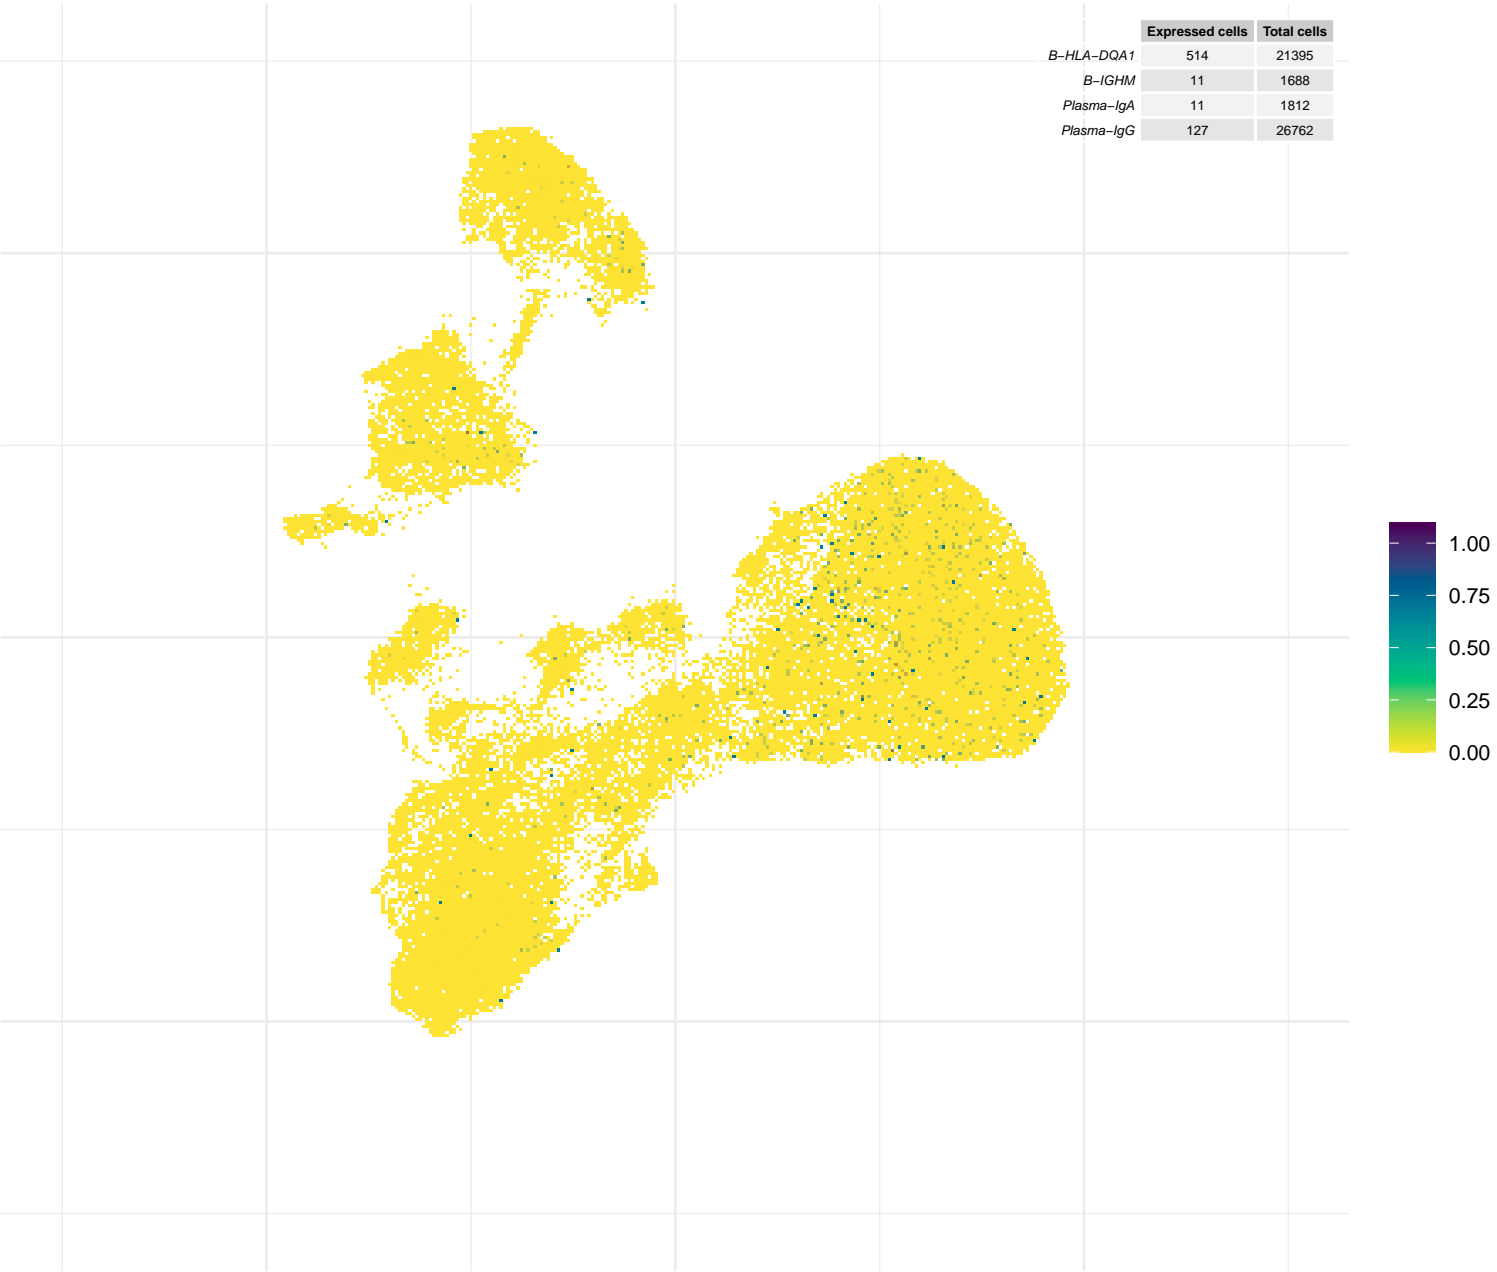 Expressed cells Total cells
B−HLA−DQA1 514 21395
B−IGHM 11 1688
Plasma−IgA 11 1812
Plasma−IgG 127 26762
1.00
0.75
0.50
0.25
0.00